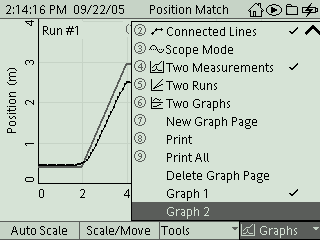 2:14:16 PM 09/22/05 Position Match
Run #1
② Connected Lines ✓
③ Scope Mode
④ Two Measurements ✓
⑤ Two Runs
⑥ Two Graphs
⑦ New Graph Page
⑧ Print
⑨ Print All
Delete Graph Page
Graph 1 ✓
Graph 2
Position (m)
4
3
2
1
0
0 2 4
Auto Scale Scale/Move Tools Graphs